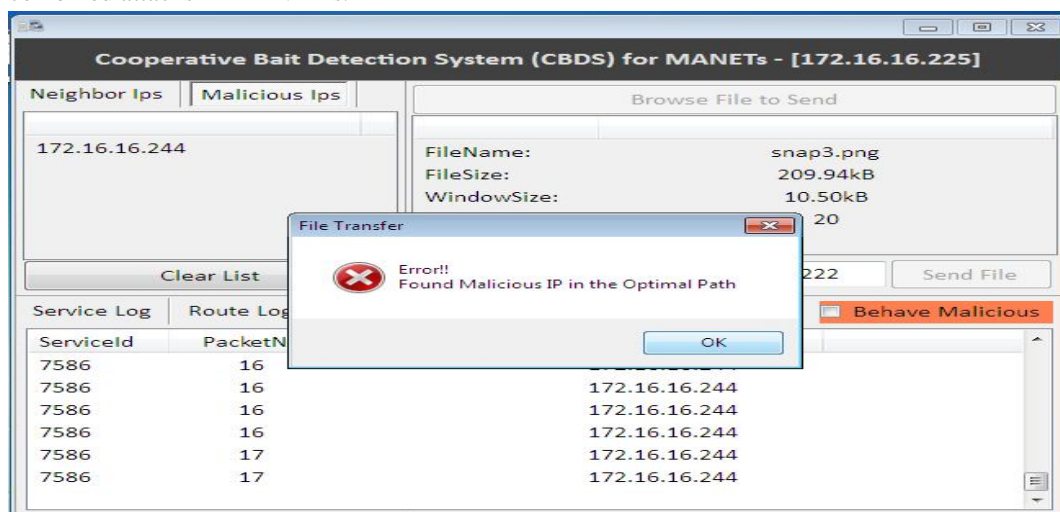 Cooperative Bait Detection System (CBDS) for MANETs - [172.16.16.225]
Neighbor Ips
Malicious Ips
Browse File to Send
172.16.16.244
FileName: snap3.png
FileSize: 209.94kB
WindowSize: 10.50kB
20
File Transfer
Error!!
Found Malicious IP in the Optimal Path
OK
Clear List
222
Send File
Service Log
Route Log
Behave Malicious
ServiceId PacketN
7586 16
7586 16 172.16.16.244
7586 16 172.16.16.244
7586 16 172.16.16.244
7586 17 172.16.16.244
7586 17 172.16.16.244